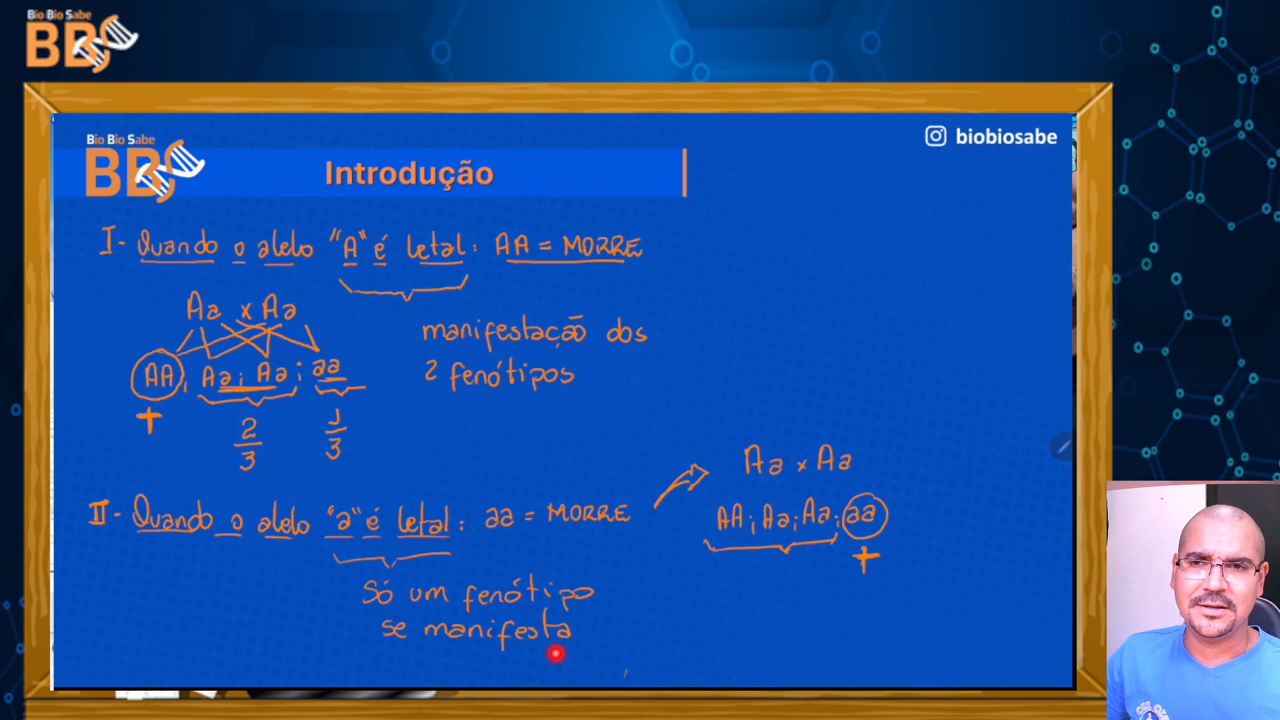 Bio Bio Sabe
BBS
Bio Bio Sabe
BBS
biobiosabe
Introdução
I- Quando o alelo "A" é letal: AA = MORRE
Aa x Aa
AA; Aa; Aa; aa
2/3
1/3
manifestação dos
2 fenótipos
II- Quando o alelo "a" é letal: aa = MORRE
Aa x Aa
AA; Aa; Aa; aa
Só um fenótipo
se manifesta